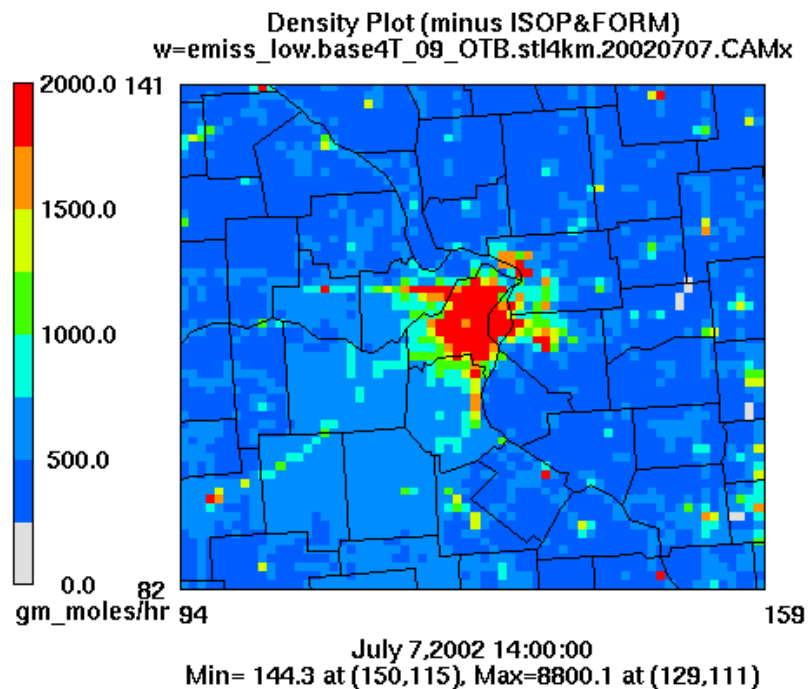 Density Plot (minus ISOP&FORM)
w=emiss_low.base4T_09_OTB.stl4km.20020707.CAMx
2000.0
141
1500.0
1000.0
500.0
0.0
82
gm_moles/hr
94
159
July 7,2002 14:00:00
Min= 144.3 at (150,115), Max=8800.1 at (129,111)